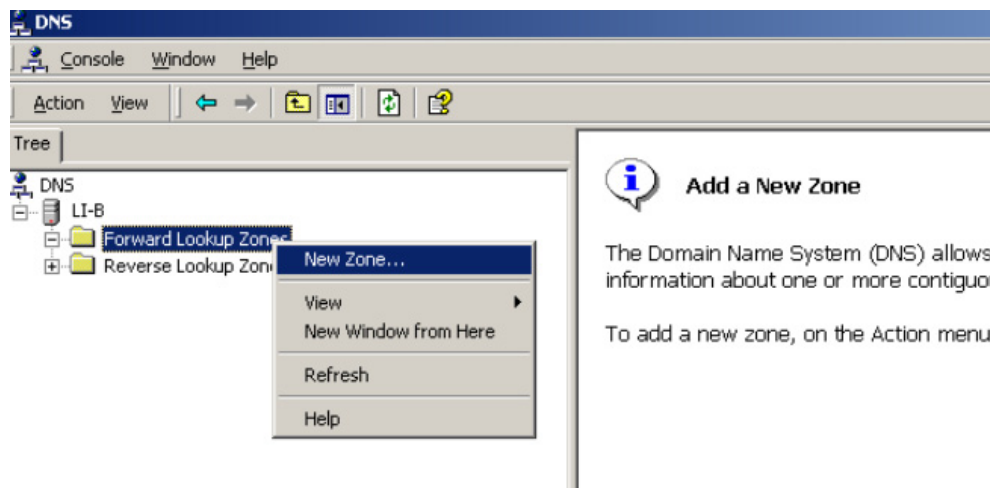 DNS
Console Window Help
Action View
Tree
DNS
LI-B
Forward Lookup Zones
Reverse Lookup Zon
New Zone...
View
New Window from Here
Refresh
Help
Add a New Zone
The Domain Name System (DNS) allows
information about one or more contiguo
To add a new zone, on the Action menu